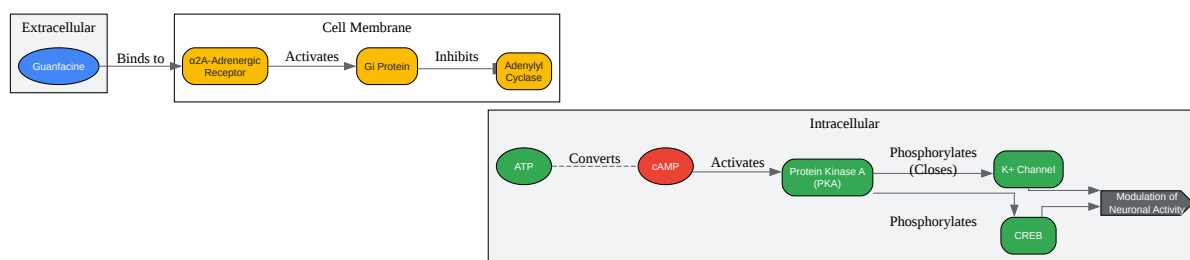 Extracellular
Guanfacine
Binds to
Cell Membrane
α2A-Adrenergic
Receptor
Activates
Gi Protein
Inhibits
Adenylyl
Cyclase
Intracellular
ATP
Converts
cAMP
Activates
Protein Kinase A
(PKA)
Phosphorylates
(Closes)
K+ Channel
Phosphorylates
CREB
Modulation of
Neuronal Activity